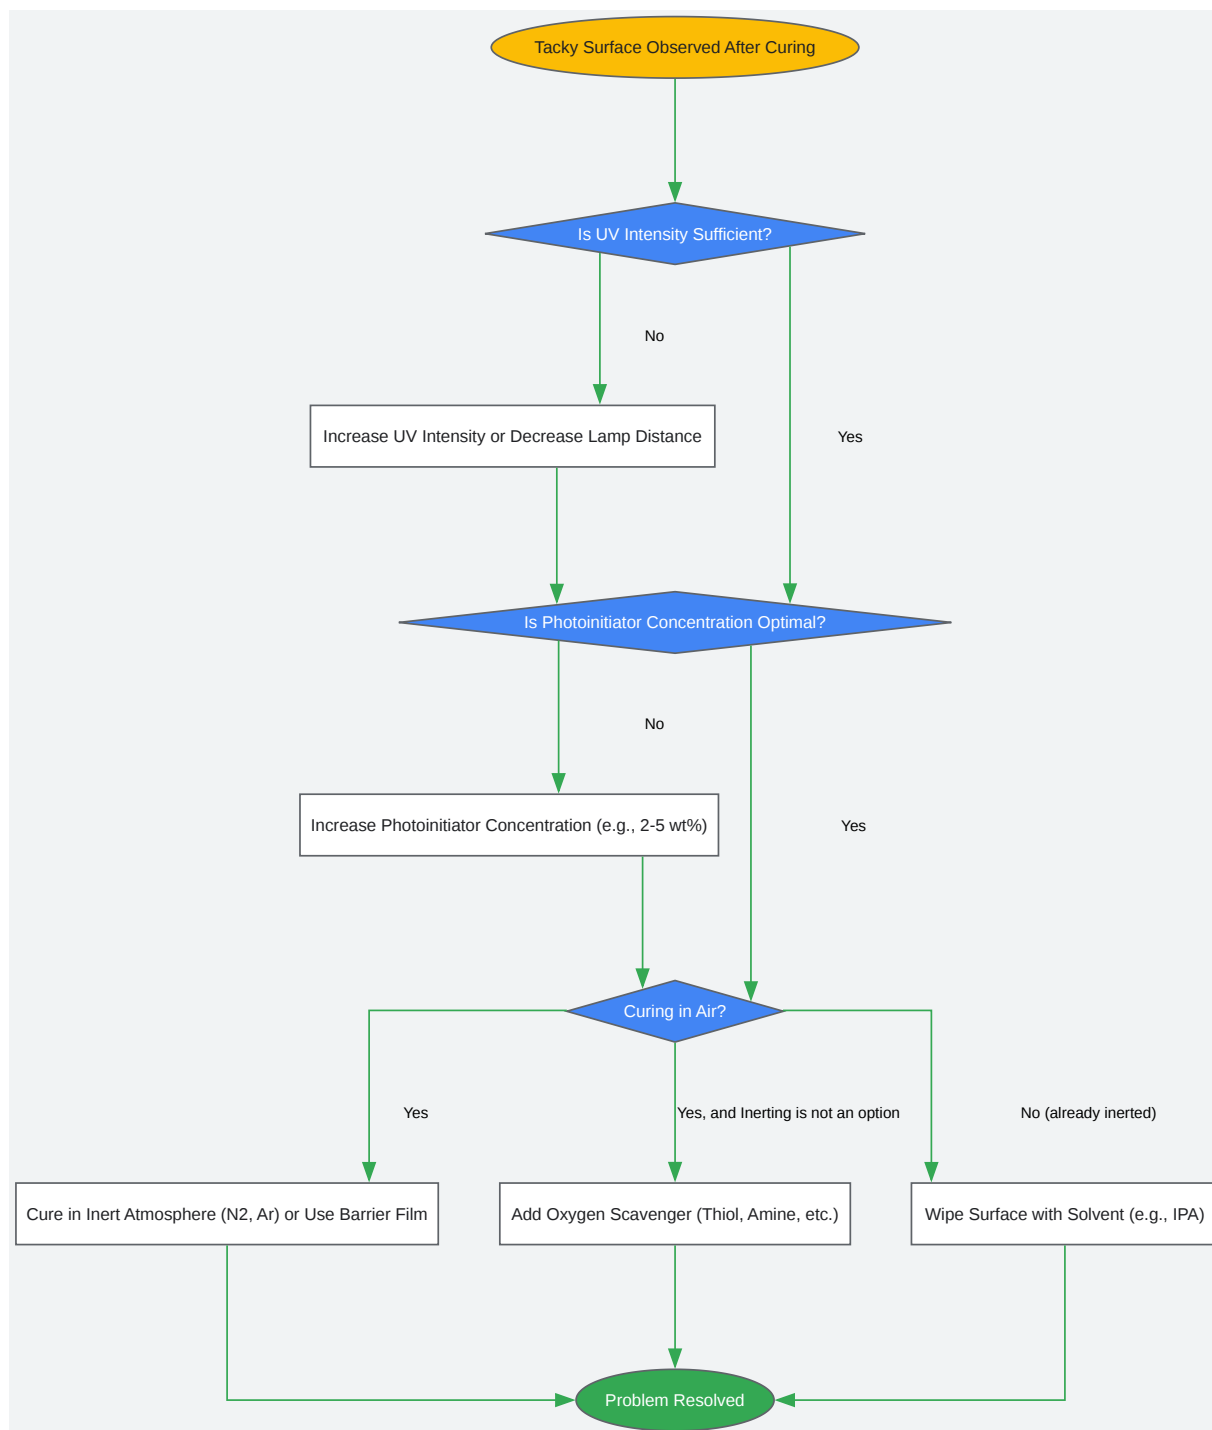 Tacky Surface Observed After Curing
Is UV Intensity Sufficient?
No
Increase UV Intensity or Decrease Lamp Distance
Yes
Is Photoinitiator Concentration Optimal?
No
Increase Photoinitiator Concentration (e.g., 2-5 wt%)
Yes
Curing in Air?
Yes
Yes, and Inerting is not an option
No (already inerted)
Cure in Inert Atmosphere (N2, Ar) or Use Barrier Film
Add Oxygen Scavenger (Thiol, Amine, etc.)
Wipe Surface with Solvent (e.g., IPA)
Problem Resolved